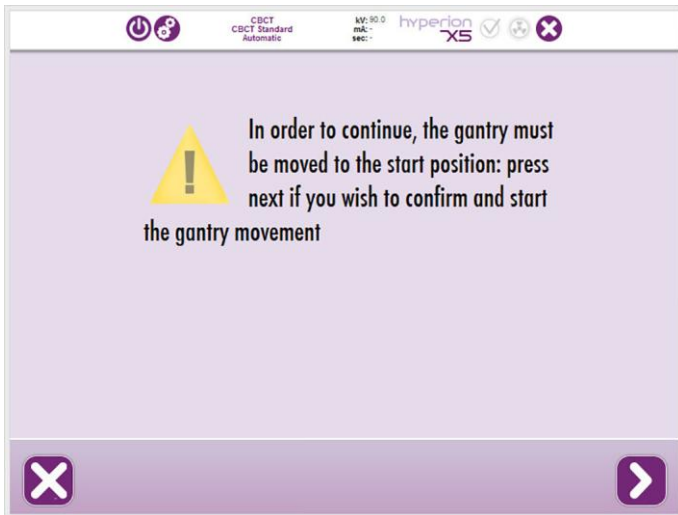 CBCT
CBCT Standard
Automatic
kV: 90.0
mA: -
sec: -
hyperion
X5
In order to continue, the gantry must
be moved to the start position: press
next if you wish to confirm and start
the gantry movement